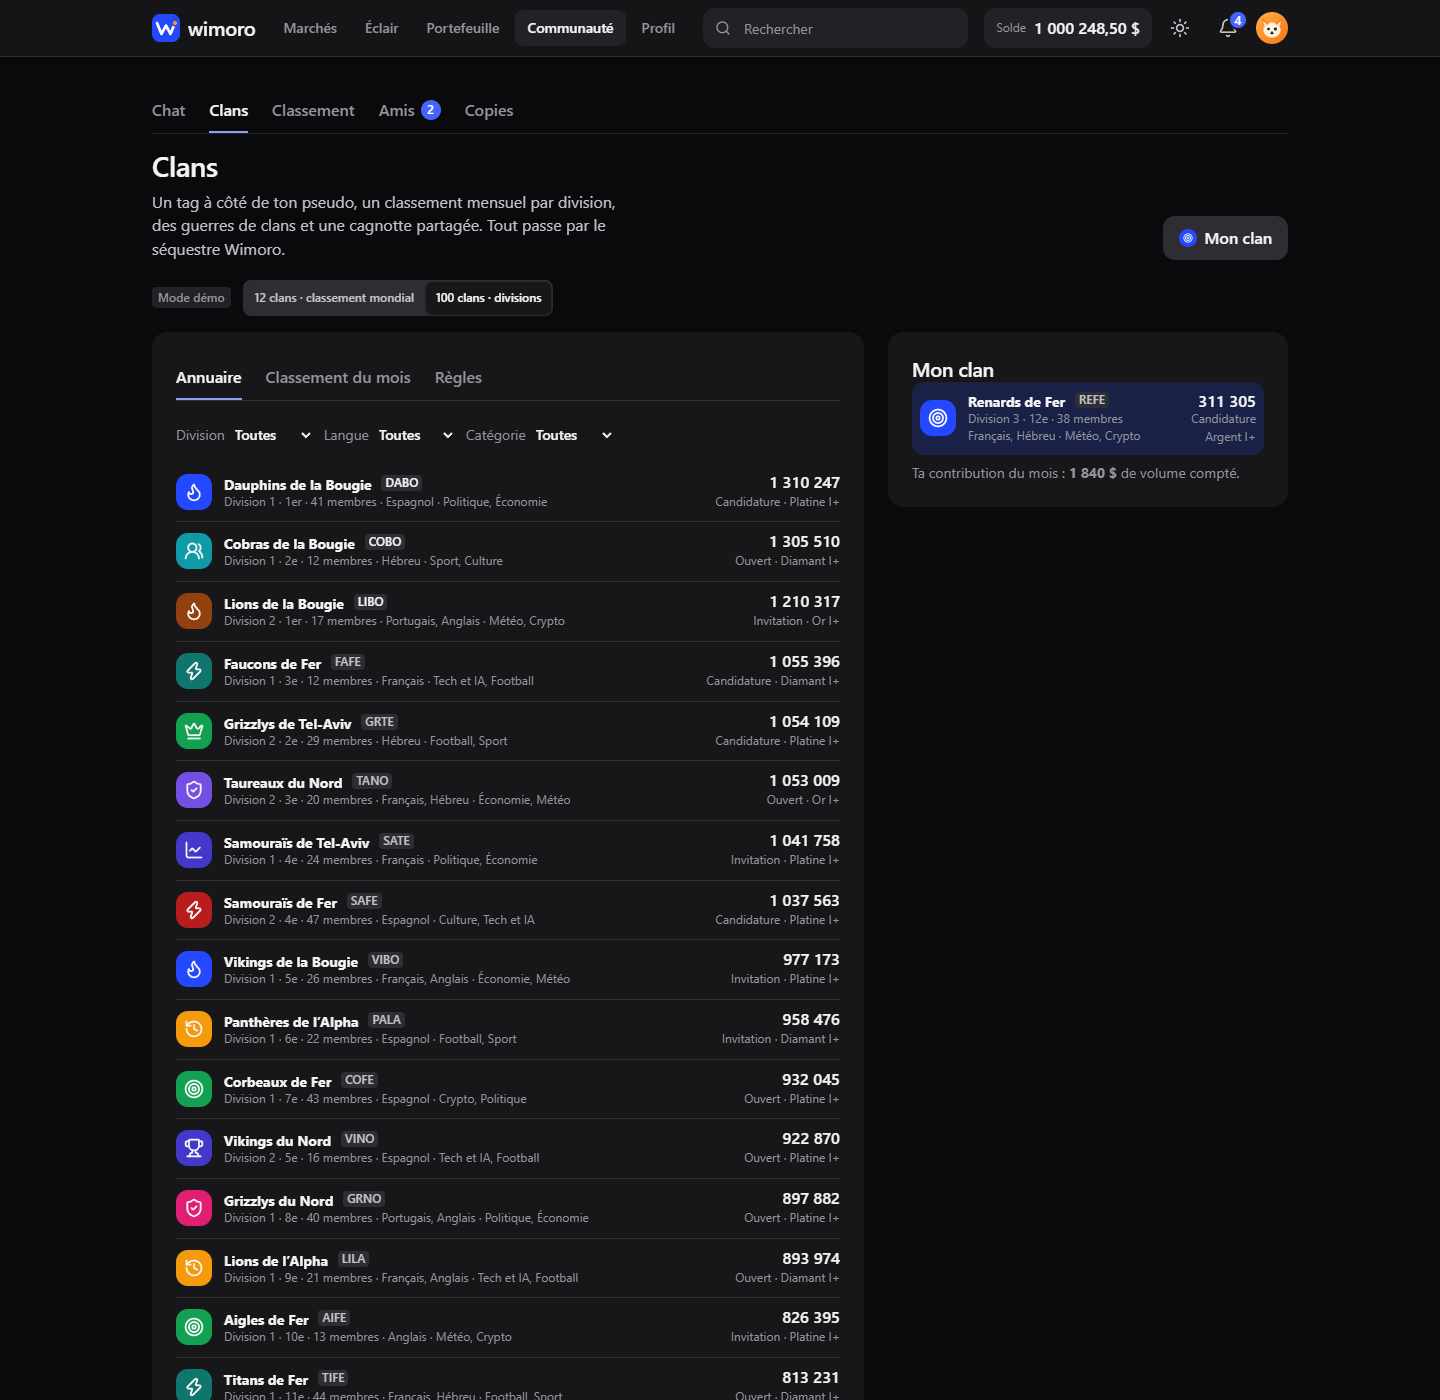 wimoro
Marchés
Éclair
Portefeuille
Communauté
Profil
Rechercher
Solde 1 000 248,50 $
4
Chat
Clans
Classement
Amis 2
Copies
Clans
Un tag à côté de ton pseudo, un classement mensuel par division,
des guerres de clans et une cagnotte partagée. Tout passe par le
séquestre Wimoro.
Mon clan
Mode démo
12 clans · classement mondial
100 clans · divisions
Annuaire
Classement du mois
Règles
Division Toutes
Langue Toutes
Catégorie Toutes
Dauphins de la Bougie DABO
Division 1 · 1er · 41 membres · Espagnol · Politique, Économie
1 310 247
Candidature · Platine I+
Cobras de la Bougie COBO
Division 1 · 2e · 12 membres · Hébreu · Sport, Culture
1 305 510
Ouvert · Diamant I+
Lions de la Bougie LIBO
Division 2 · 1er · 17 membres · Portugais, Anglais · Météo, Crypto
1 210 317
Invitation · Or I+
Faucons de Fer FAFE
Division 1 · 3e · 12 membres · Français · Tech et IA, Football
1 055 396
Candidature · Diamant I+
Grizzlys de Tel-Aviv GRTE
Division 2 · 2e · 29 membres · Hébreu · Football, Sport
1 054 109
Candidature · Platine I+
Taureaux du Nord TANO
Division 2 · 3e · 20 membres · Français, Hébreu · Économie, Météo
1 053 009
Ouvert · Or I+
Samouraïs de Tel-Aviv SATE
Division 1 · 4e · 24 membres · Français · Politique, Économie
1 041 758
Invitation · Platine I+
Samouraïs de Fer SAFE
Division 2 · 4e · 47 membres · Espagnol · Culture, Tech et IA
1 037 563
Candidature · Platine I+
Vikings de la Bougie VIBO
Division 1 · 5e · 26 membres · Français, Anglais · Économie, Météo
977 173
Invitation · Platine I+
Panthères de l'Alpha PALA
Division 1 · 6e · 22 membres · Espagnol · Football, Sport
958 476
Invitation · Diamant I+
Corbeaux de Fer COFE
Division 1 · 7e · 43 membres · Espagnol · Crypto, Politique
932 045
Ouvert · Platine I+
Vikings du Nord VINO
Division 2 · 5e · 16 membres · Espagnol · Tech et IA, Football
922 870
Ouvert · Platine I+
Grizzlys du Nord GRNO
Division 1 · 8e · 40 membres · Portugais, Anglais · Politique, Économie
897 882
Ouvert · Platine I+
Lions de l'Alpha LILA
Division 1 · 9e · 21 membres · Français, Anglais · Tech et IA, Football
893 974
Ouvert · Diamant I+
Aigles de Fer AIFE
Division 1 · 10e · 13 membres · Anglais · Météo, Crypto
826 395
Invitation · Platine I+
Titans de Fer TIFE
Division 1 · 11e · 44 membres · Français, Hébreu · Football, Sport
813 231
Ouvert · Diamant I+
Mon clan
Renards de Fer REFE
Division 3 · 12e · 38 membres
Français, Hébreu · Météo, Crypto
311 305
Candidature
Argent I+
Ta contribution du mois : 1 840 $ de volume compté.